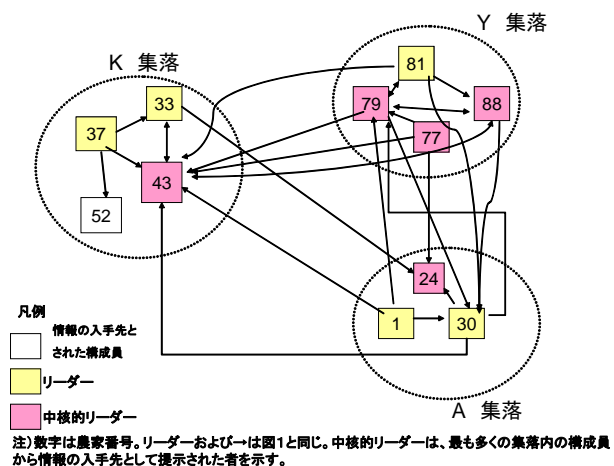 Y 集落
K 集落
81
33
79
88
37
77
43
52
24
凡例
1
30
情報の入手先と
された構成員
リーダー
A 集落
中核的リーダー
注）数字は農家番号。リーダーおよび→は図1と同じ。中核的リーダーは、最も多くの集落内の構成員
から情報の入手先として提示された者を示す。